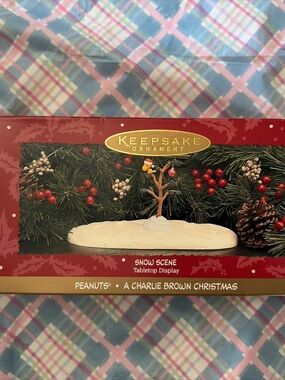 KEEPSAKE
ORNAMENT
SNOW SCENE
Tabletop Display
PEANUTS® • A CHARLIE BROWN CHRISTMAS